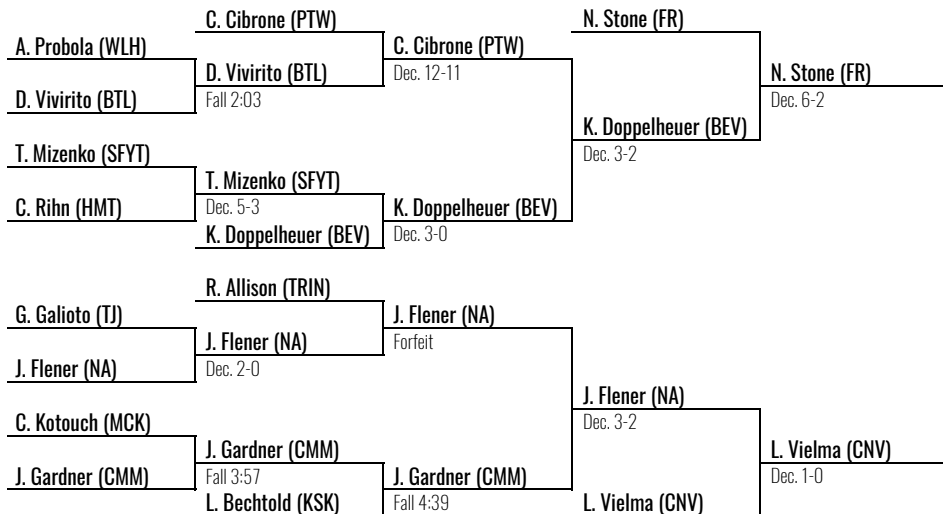 C. Cibrone (PTW)
N. Stone (FR)
A. Probola (WLH)
C. Cibrone (PTW)
Dec. 12-11
D. Vivirito (BTL)
Fall 2:03
N. Stone (FR)
Dec. 6-2
D. Vivirito (BTL)
K. Doppelheuer (BEV)
Dec. 3-2
T. Mizenko (SFYT)
T. Mizenko (SFYT)
Dec. 5-3
C. Rihn (HMT)
K. Doppelheuer (BEV)
Dec. 3-0
K. Doppelheuer (BEV)
R. Allison (TRIN)
G. Galioto (TJ)
J. Flener (NA)
Forfeit
J. Flener (NA)
Dec. 2-0
J. Flener (NA)
J. Flener (NA)
Dec. 3-2
C. Kotouch (MCK)
J. Gardner (CMM)
Fall 3:57
L. Vielma (CNV)
Dec. 1-0
J. Gardner (CMM)
J. Gardner (CMM)
Fall 4:39
L. Bechtold (KSK)
L. Vielma (CNV)